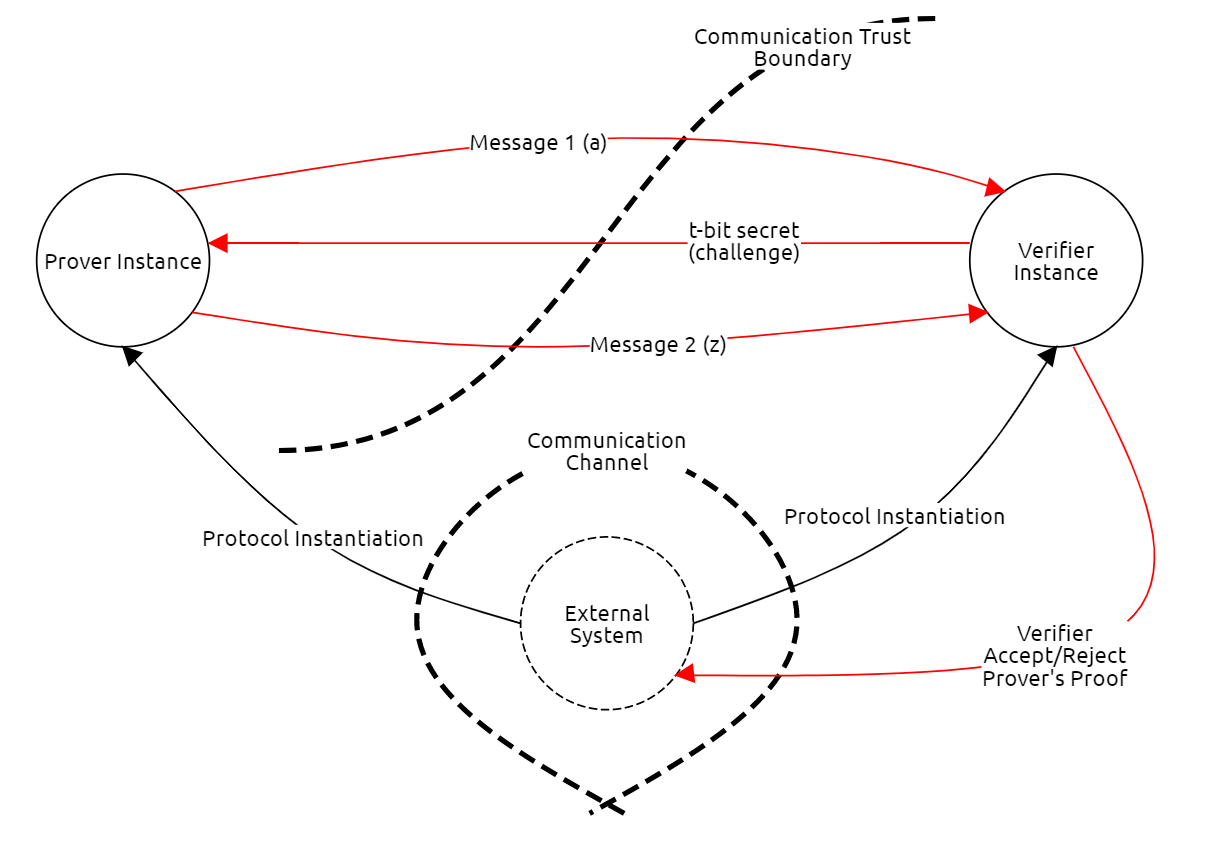 Communication Trust
Boundary
Message 1 (a)
t-bit secret
(challenge)
Prover Instance
Verifier
Instance
Message 2 (z)
Communication
Channel
Protocol Instantiation
Protocol Instantiation
External
System
Verifier
Accept/Reject
Prover's Proof